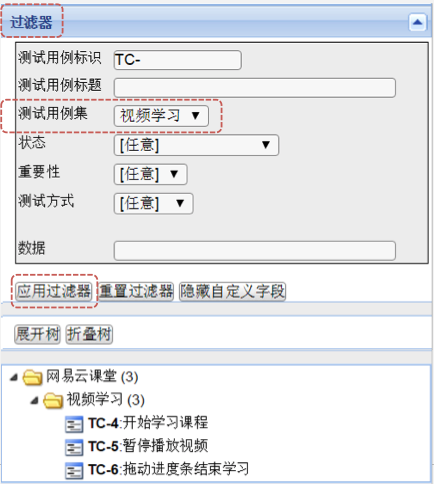 过滤器
测试用例标识 TC-
测试用例标题
测试用例集 视频学习
状态 [任意]
重要性 [任意]
测试方式 [任意]
数据
应用过滤器 重置过滤器 隐藏自定义字段
展开树 折叠树
网易云课堂 (3)
视频学习 (3)
TC-4:开始学习课程
TC-5:暂停播放视频
TC-6:拖动进度条结束学习